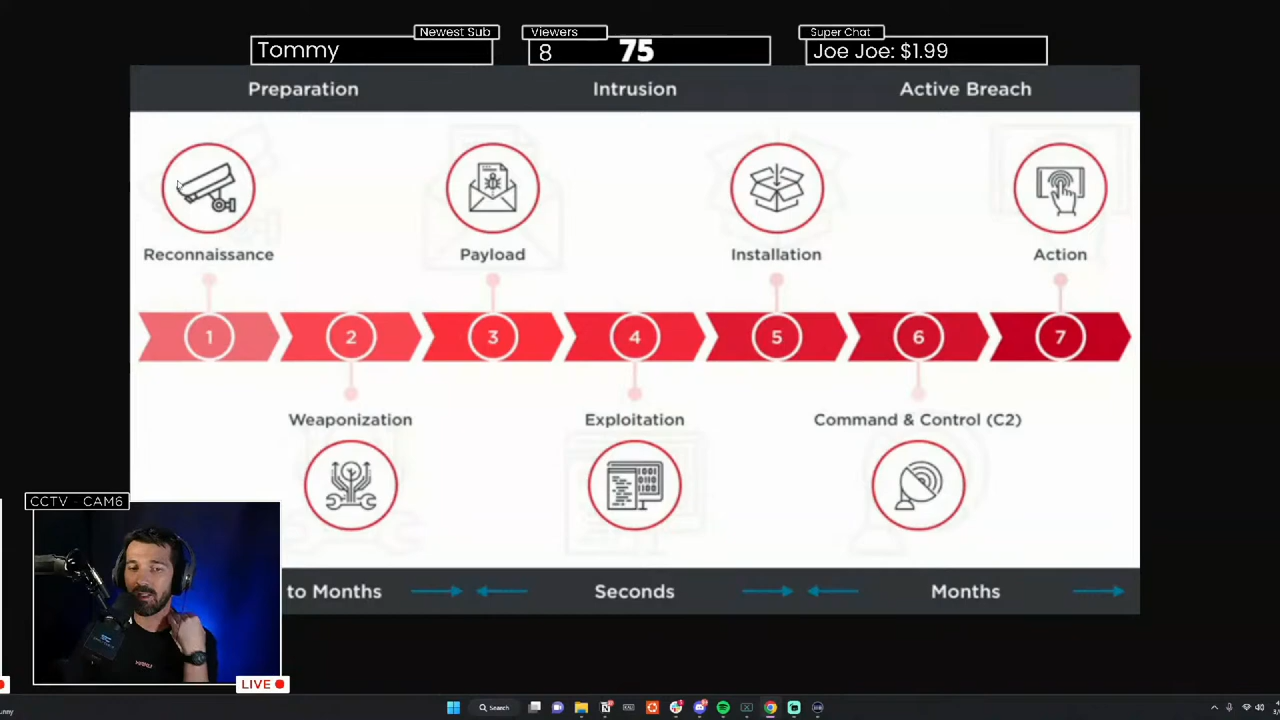 Newest Sub
Tommy
Viewers
8
75
Super Chat
Joe Joe: $1.99
Preparation
Intrusion
Active Breach
Reconnaissance
Payload
Installation
Action
1
2
3
4
5
6
7
Weaponization
Exploitation
Command & Control (C2)
CCTV - CAM6
LIVE
to Months
Seconds
Months
Search